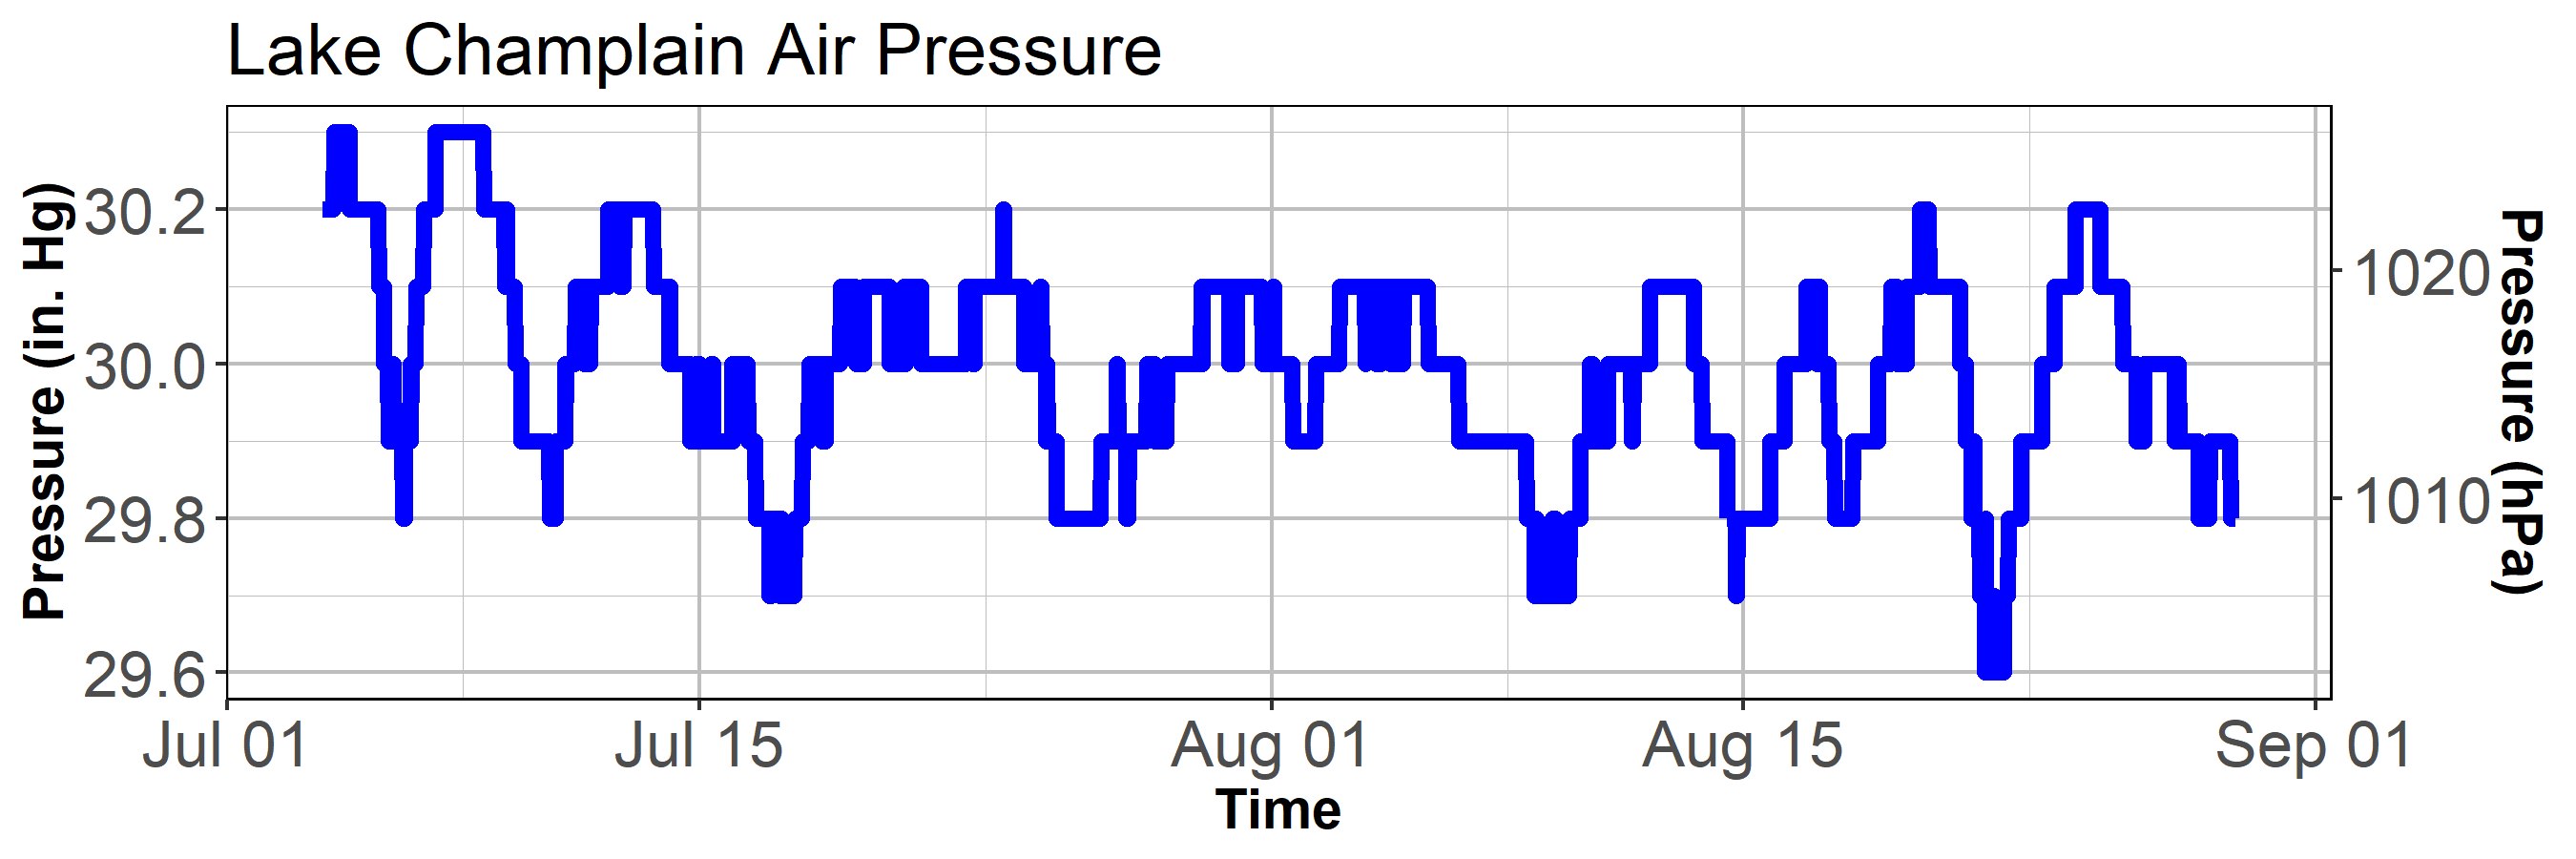 Lake Champlain Air Pressure
Pressure (in. Hg)
30.2
30.0
29.8
29.6
1020
1010
Pressure (hPa)
Jul 01
Jul 15
Aug 01
Aug 15
Sep 01
Time